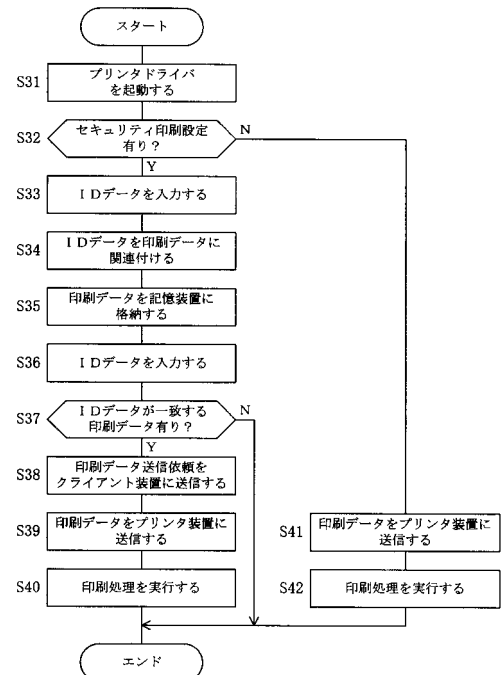 スタート
S31
プリンタドライバ
を起動する
S32
セキュリティ印刷設定
有り？
N
Y
S33
ＩＤデータを入力する
S34
ＩＤデータを印刷データに
関連付ける
S35
印刷データを記憶装置に
格納する
S36
ＩＤデータを入力する
S37
ＩＤデータが一致する
印刷データ有り？
N
Y
S38
印刷データ送信依頼を
クライアント装置に送信する
S39
印刷データをプリンタ装置に
送信する
S41
印刷データをプリンタ装置に
送信する
S40
印刷処理を実行する
S42
印刷処理を実行する
エンド